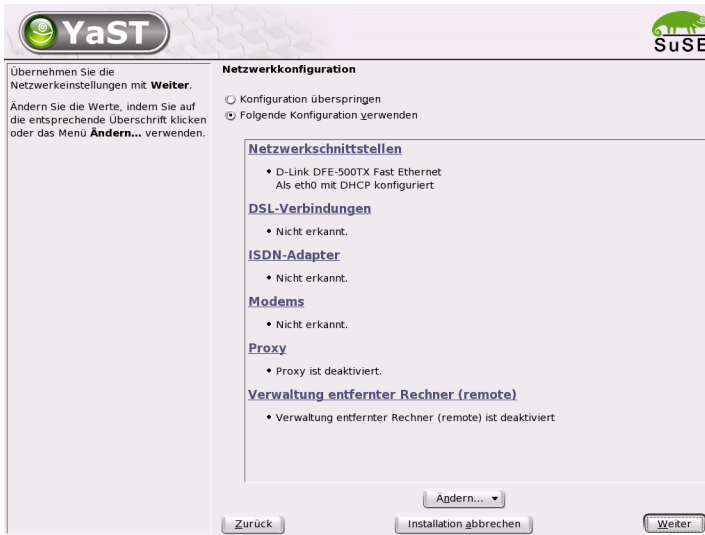 YaST
SuSE
Übernehmen Sie die
Netzwerkeinstellungen mit Weiter.
Ändern Sie die Werte, indem Sie auf
die entsprechende Überschrift klicken
oder das Menü Ändern... verwenden.
Netzwerkkonfiguration
Konfiguration überspringen
Folgende Konfiguration verwenden
Netzwerkschnittstellen
D-Link DFE-500TX Fast Ethernet
Als eth0 mit DHCP konfiguriert
DSL-Verbindungen
Nicht erkannt.
ISDN-Adapter
Nicht erkannt.
Modems
Nicht erkannt.
Proxy
Proxy ist deaktiviert.
Verwaltung entfernter Rechner (remote)
Verwaltung entfernter Rechner (remote) ist deaktiviert
Ändern...
Zurück
Installation abbrechen
Weiter